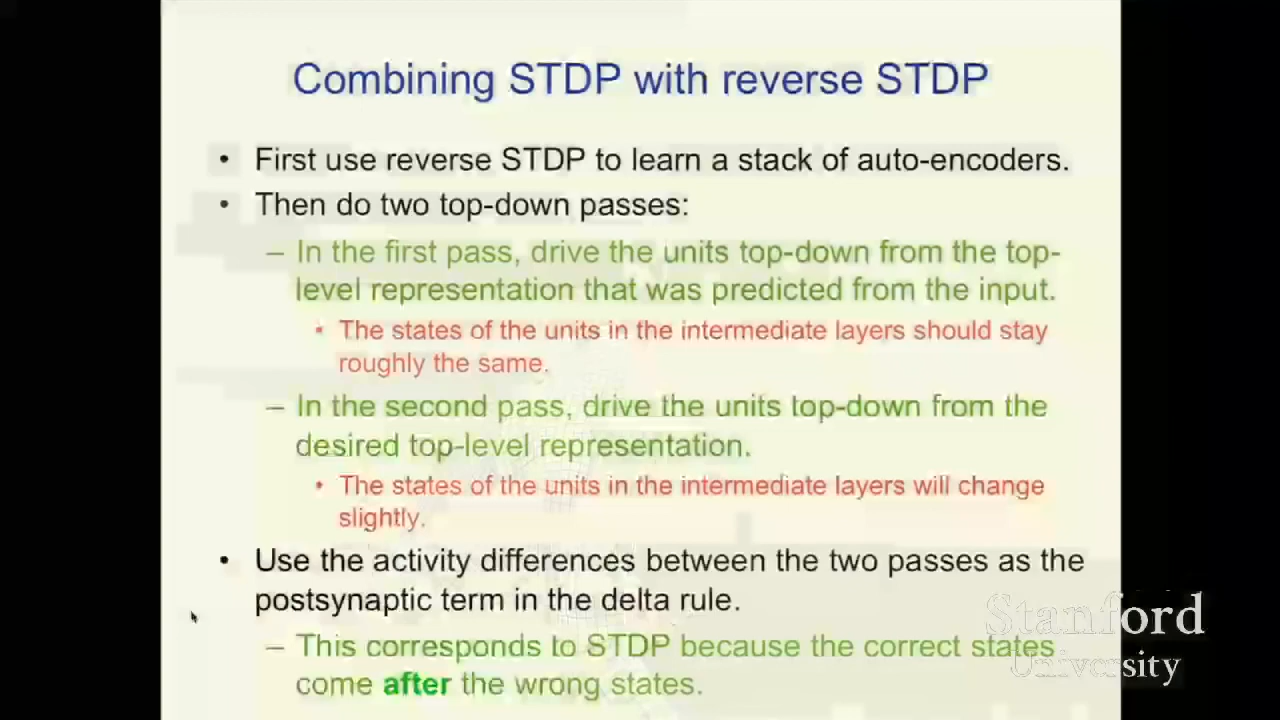 Combining STDP with reverse STDP
• First use reverse STDP to learn a stack of auto-encoders.
• Then do two top-down passes:
– In the first pass, drive the units top-down from the top-
level representation that was predicted from the input.
• The states of the units in the intermediate layers should stay
roughly the same.
– In the second pass, drive the units top-down from the
desired top-level representation.
• The states of the units in the intermediate layers will change
slightly.
• Use the activity differences between the two passes as the
postsynaptic term in the delta rule.
– This corresponds to STDP because the correct states
come after the wrong states.
Stanford
University